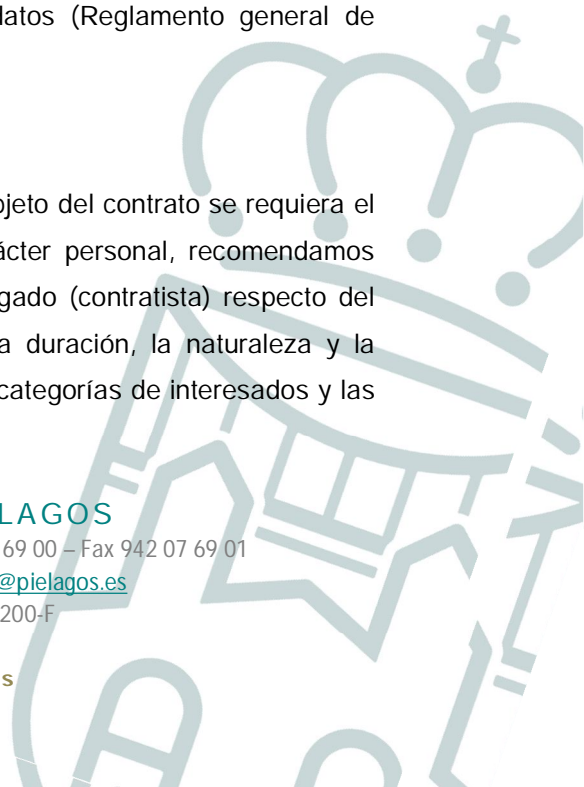 datos (Reglamento general de
objeto del contrato se requiera el
ácter personal, recomendamos
gado (contratista) respecto del
a duración, la naturaleza y la
categorías de interesados y las
LAGOS
69 00 – Fax 942 07 69 01
@pielagos.es
200-F
s